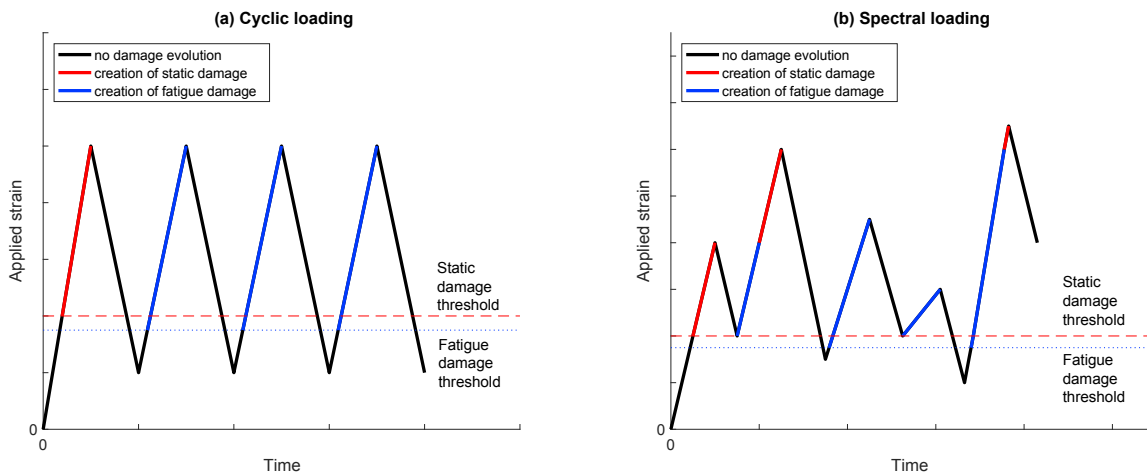 (a) Cyclic loading
no damage evolution
creation of static damage
creation of fatigue damage
Applied strain
Static
damage
threshold
Fatigue
damage
threshold
0
0
Time
(b) Spectral loading
no damage evolution
creation of static damage
creation of fatigue damage
Applied strain
Static
damage
threshold
Fatigue
damage
threshold
0
0
Time